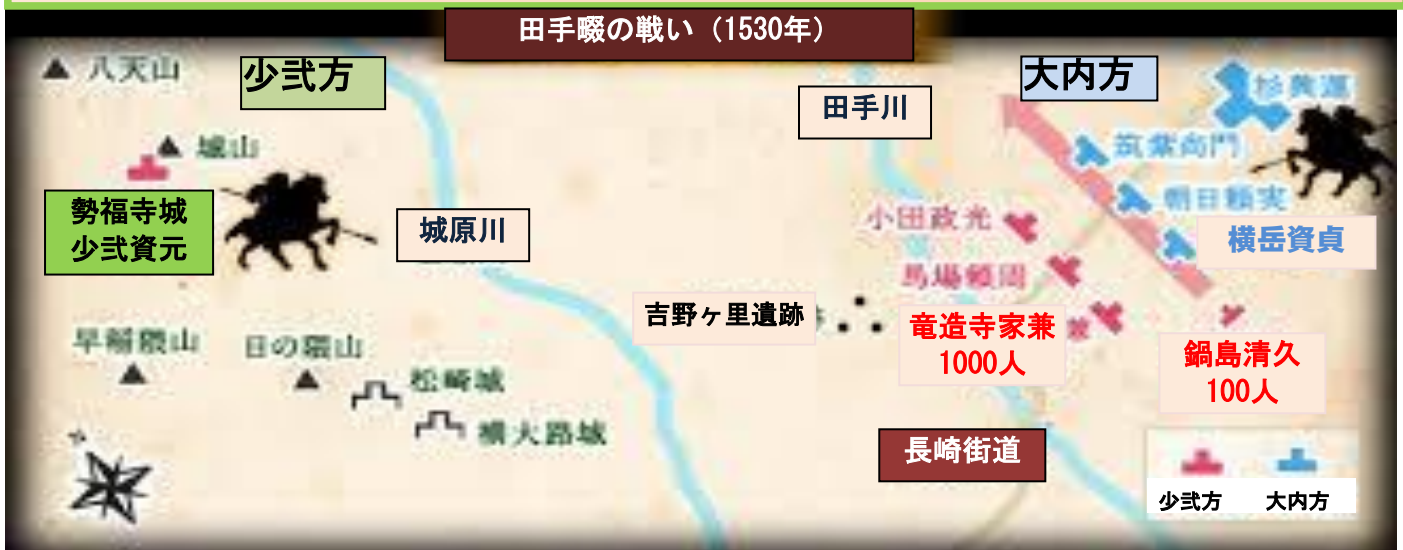 田手畷の戦い（1530年）
八天山
少弐方
大内方
杉興運
田手川
筑紫尚門
城山
朝日頼実
勢福寺城
少弐資元
城原川
小田政光
横岳資貞
馬場頼周
吉野ヶ里遺跡
竜造寺家兼
1000人
鍋島清久
100人
早稲隈山
日の隈山
松崎城
横大路城
長崎街道
少弐方
大内方